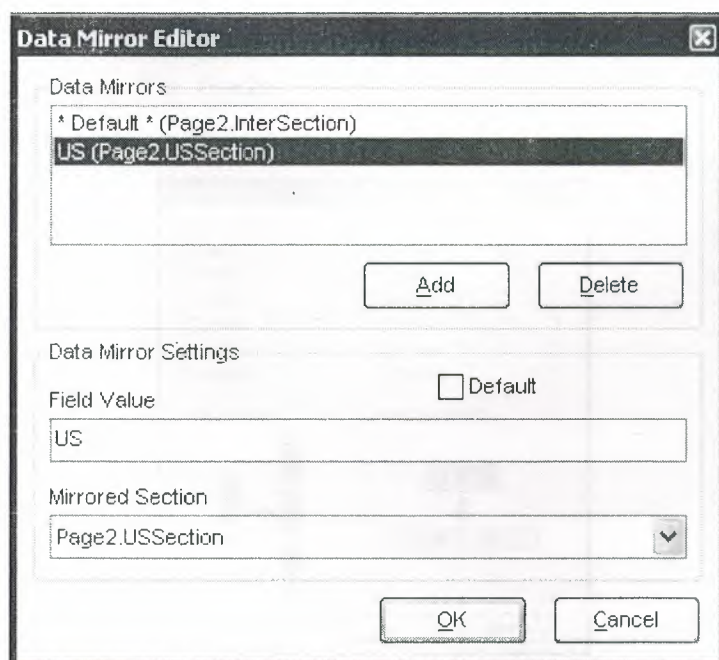 Data Mirror Editor
Data Mirrors
* Default * (Page2.InterSection)
US (Page2.USSection)
Add
Delete
Data Mirror Settings
Default
Field Value
US
Mirrored Section
Page2.USSection
OK
Cancel